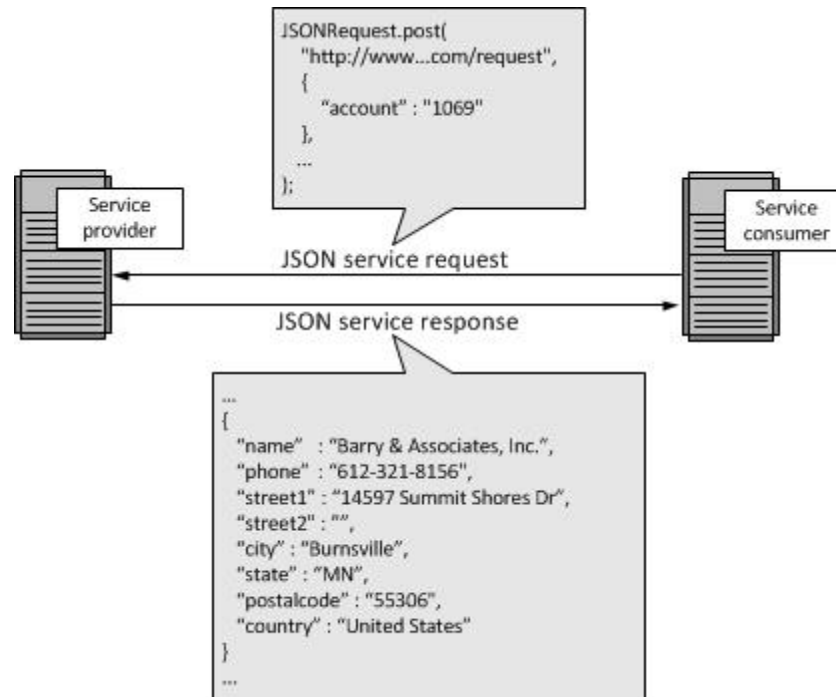 JSONRequest.post(
"http://www...com/request",
{
"account" : "1069"
},
...
);
Service
provider
Service
consumer
JSON service request
JSON service response
...
{
"name" : "Barry & Associates, Inc.",
"phone" : "612-321-8156",
"street1" : "14597 Summit Shores Dr",
"street2" : "",
"city" : "Burnsville",
"state" : "MN",
"postalcode" : "55306",
"country" : "United States"
}
...